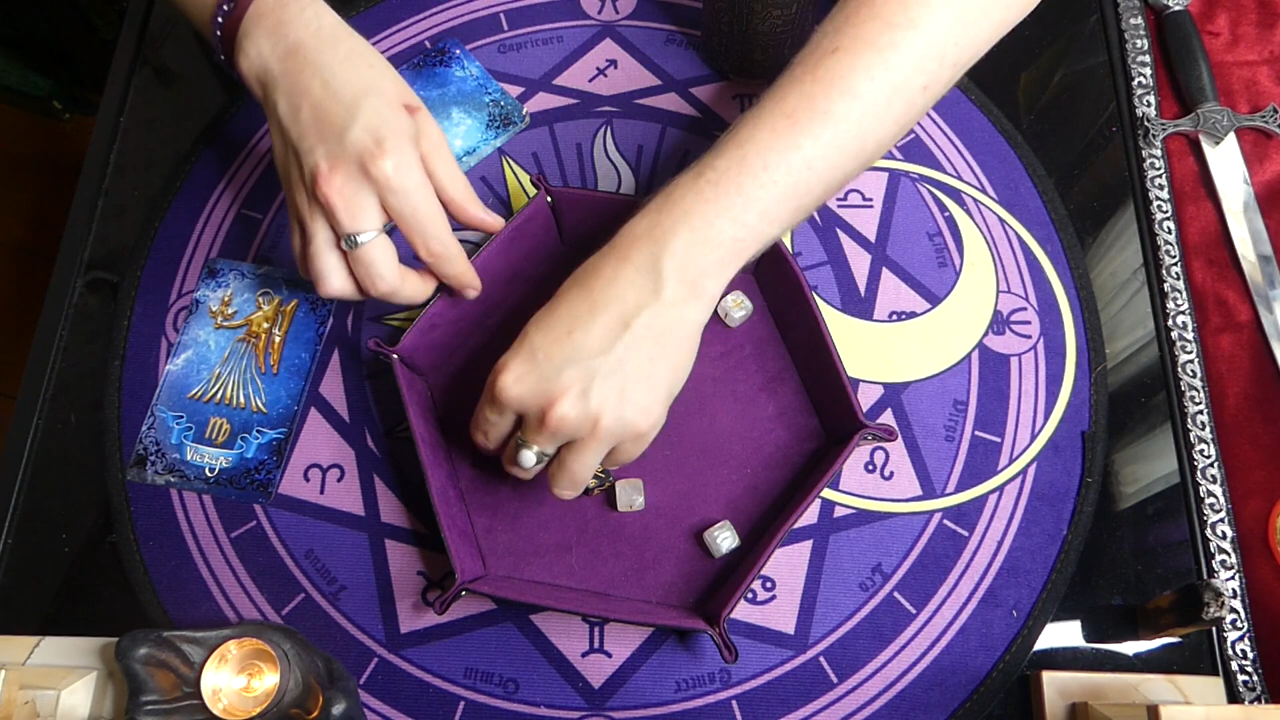 Capricorn
Libra
Vierge
Virgo
Taurus
Leo
Gemini
Cancer